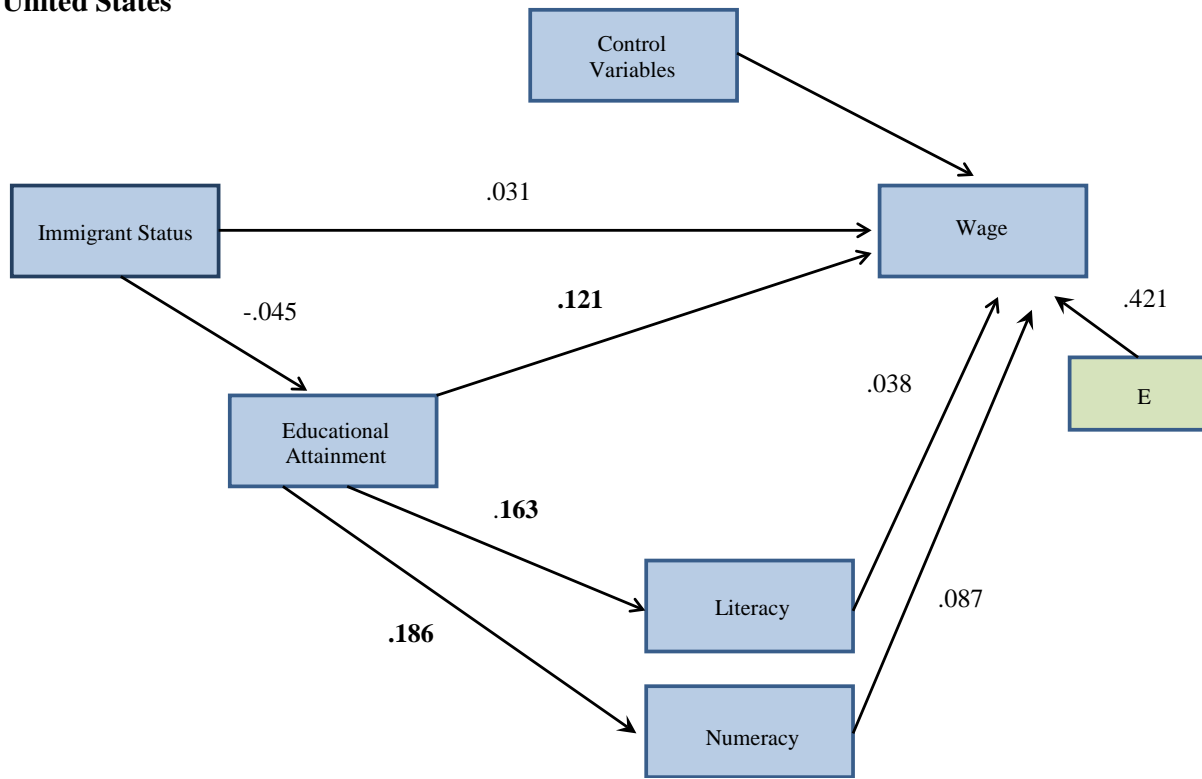 United States
Control
Variables
.031
Immigrant Status
Wage
-.045
.121
.421
.038
E
Educational
Attainment
.163
.087
Literacy
.186
Numeracy